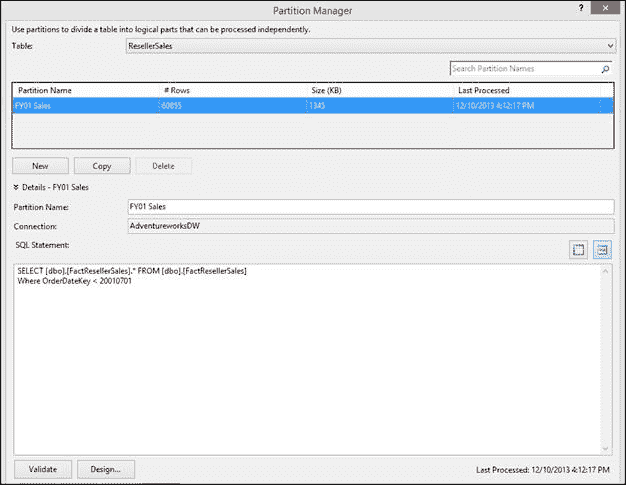 Partition Manager
Use partitions to divide a table into logical parts that can be processed independently.
Table: ResellerSales
Search Partition Names
Partition Name # Rows Size (KB) Last Processed
FY01 Sales 60855 1345 12/10/2013 4:12:17 PM
New Copy Delete
Details - FY01 Sales
Partition Name: FY01 Sales
Connection: AdventureworksDW
SQL Statement:
SELECT [dbo].[FactResellerSales].* FROM [dbo].[FactResellerSales]
Where OrderDateKey < 20010701
Validate Design... Last Processed: 12/10/2013 4:12:17 PM